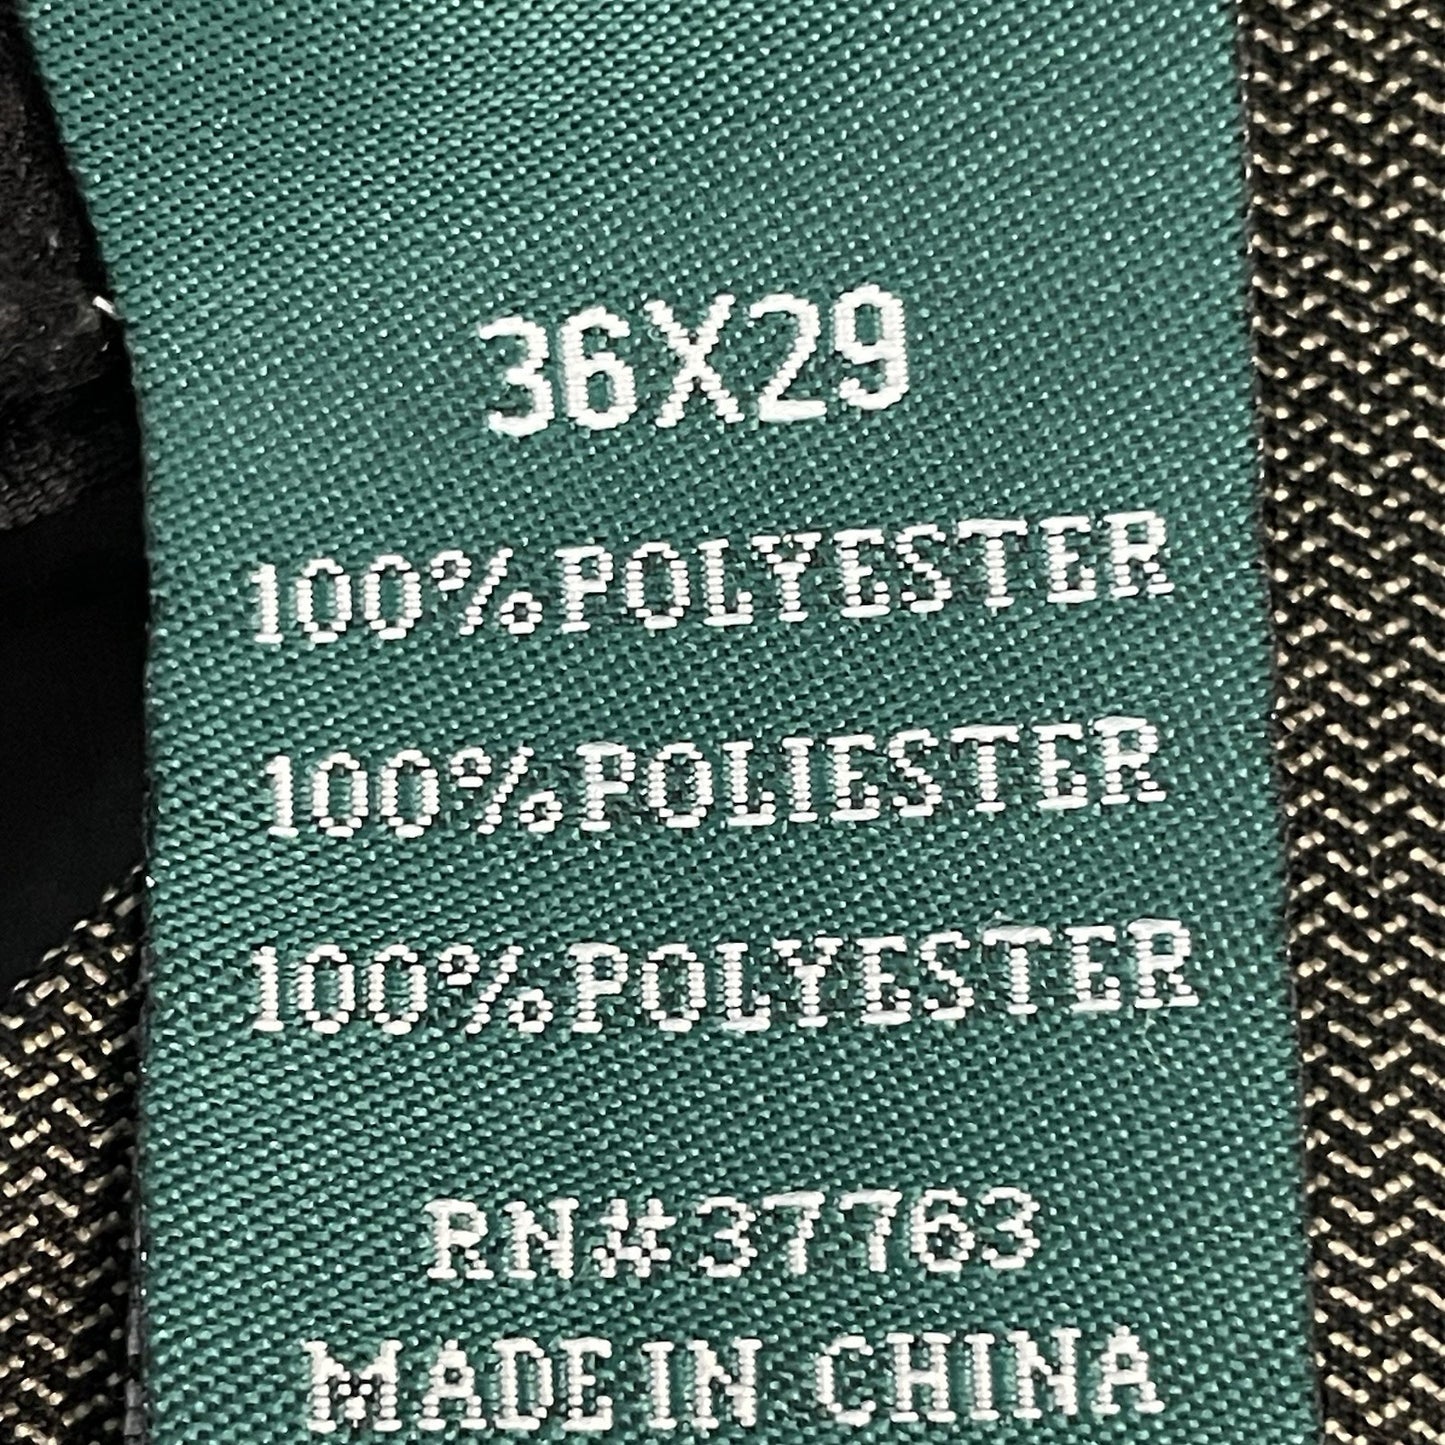 36X29
100% POLYESTER
100% POLIESTER
100% POLYESTER
RN#37763
MADE IN CHINA